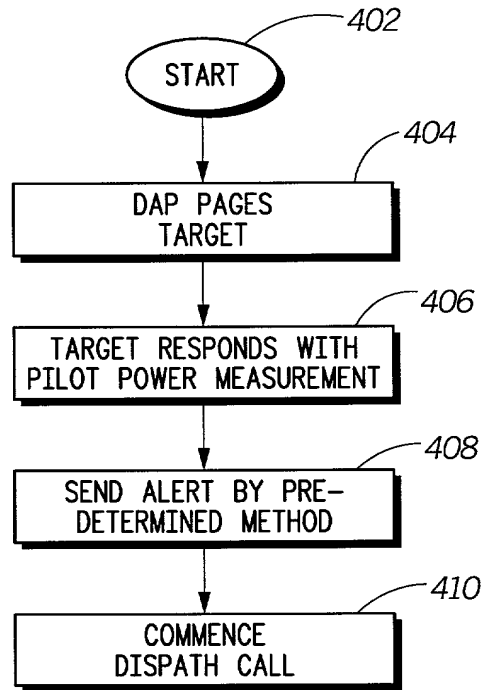 402
START
404
DAP PAGES
TARGET
406
TARGET RESPONDS WITH
PILOT POWER MEASUREMENT
408
SEND ALERT BY PRE-
DETERMINED METHOD
410
COMMENCE
DISPATH CALL